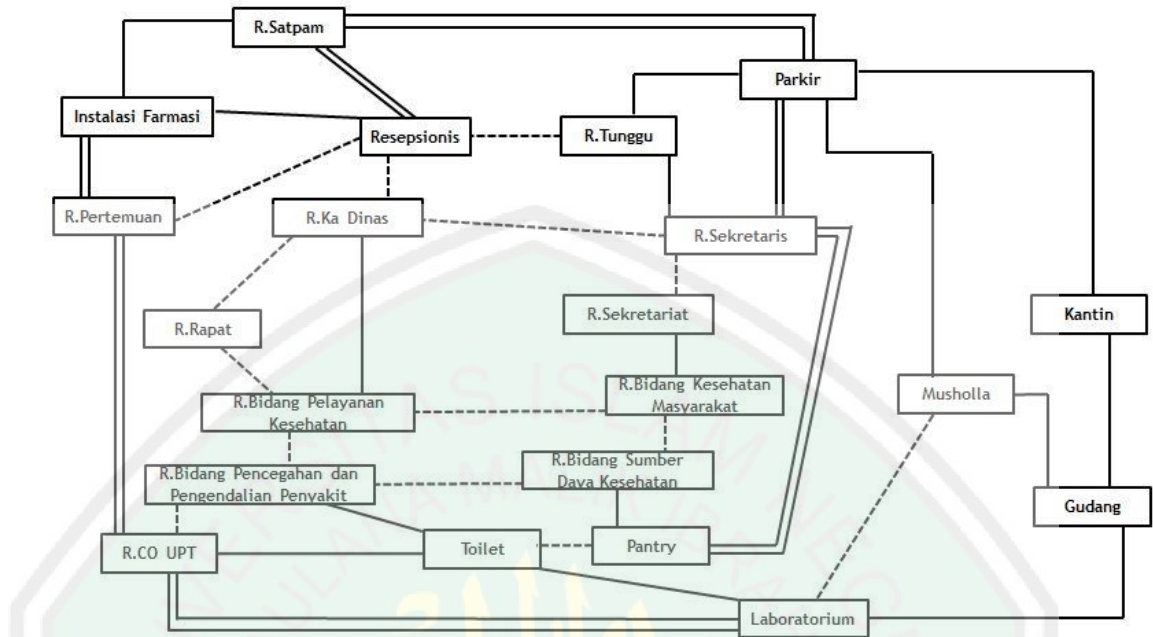 R.Satpam
Parkir
Instalasi Farmasi
Resepsionis
R.Tunggu
R.Pertemuan
R.Ka Dinas
R.Sekretaris
R.Rapat
R.Sekretariat
Kantin
R.Bidang Pelayanan
Kesehatan
R.Bidang Kesehatan
Masyarakat
Musholla
R.Bidang Pencegahan dan
Pengendalian Penyakit
R.Bidang Sumber
Daya Kesehatan
Gudang
R.CO UPT
Toilet
Pantry
Laboratorium